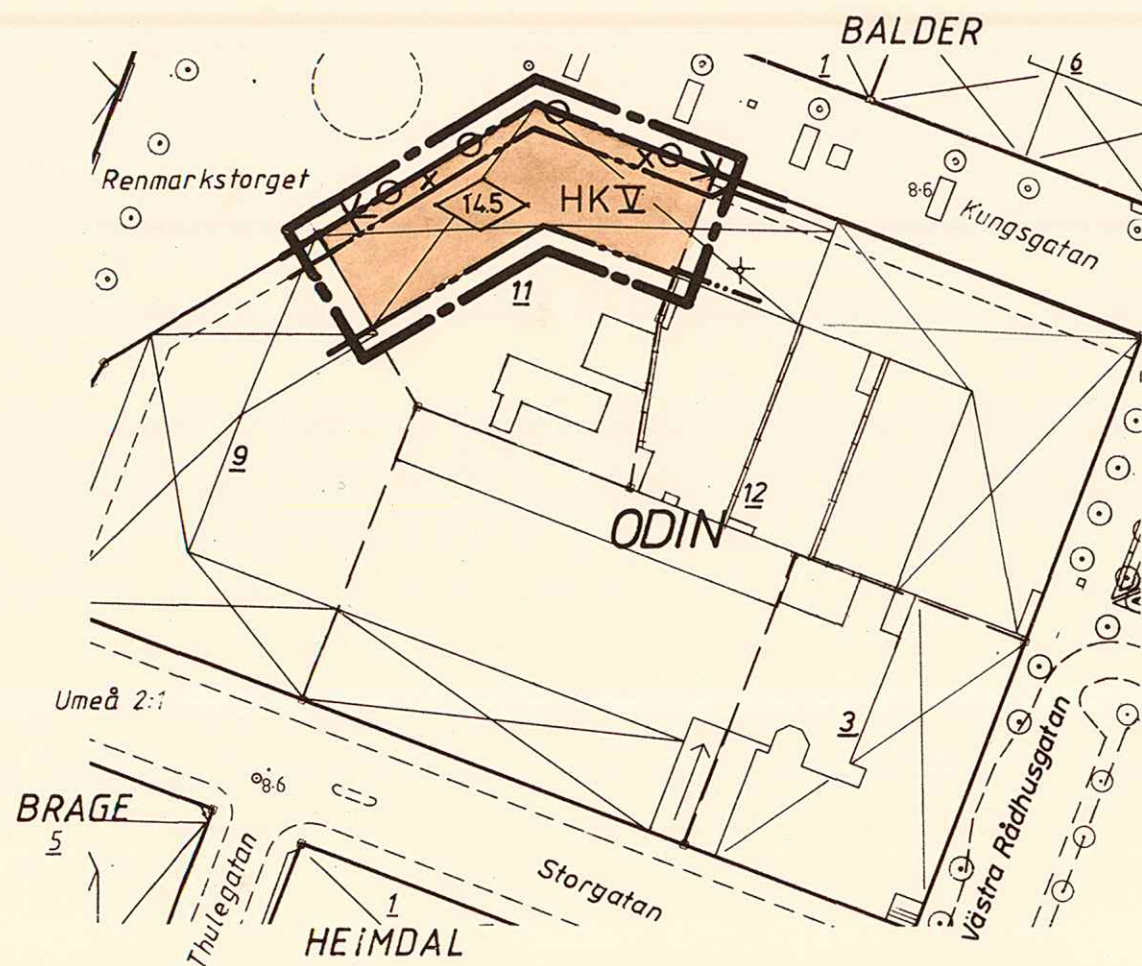 BALDER
1
6
Renmarkstorget
14.5
HK V
8.6
Kungsgatan
11
9
12
ODIN
Umeå 2:1
3
8.6
BRAGE
5
Thulegatan
Storgatan
Västra Rådhusgatan
1
HEIMDAL